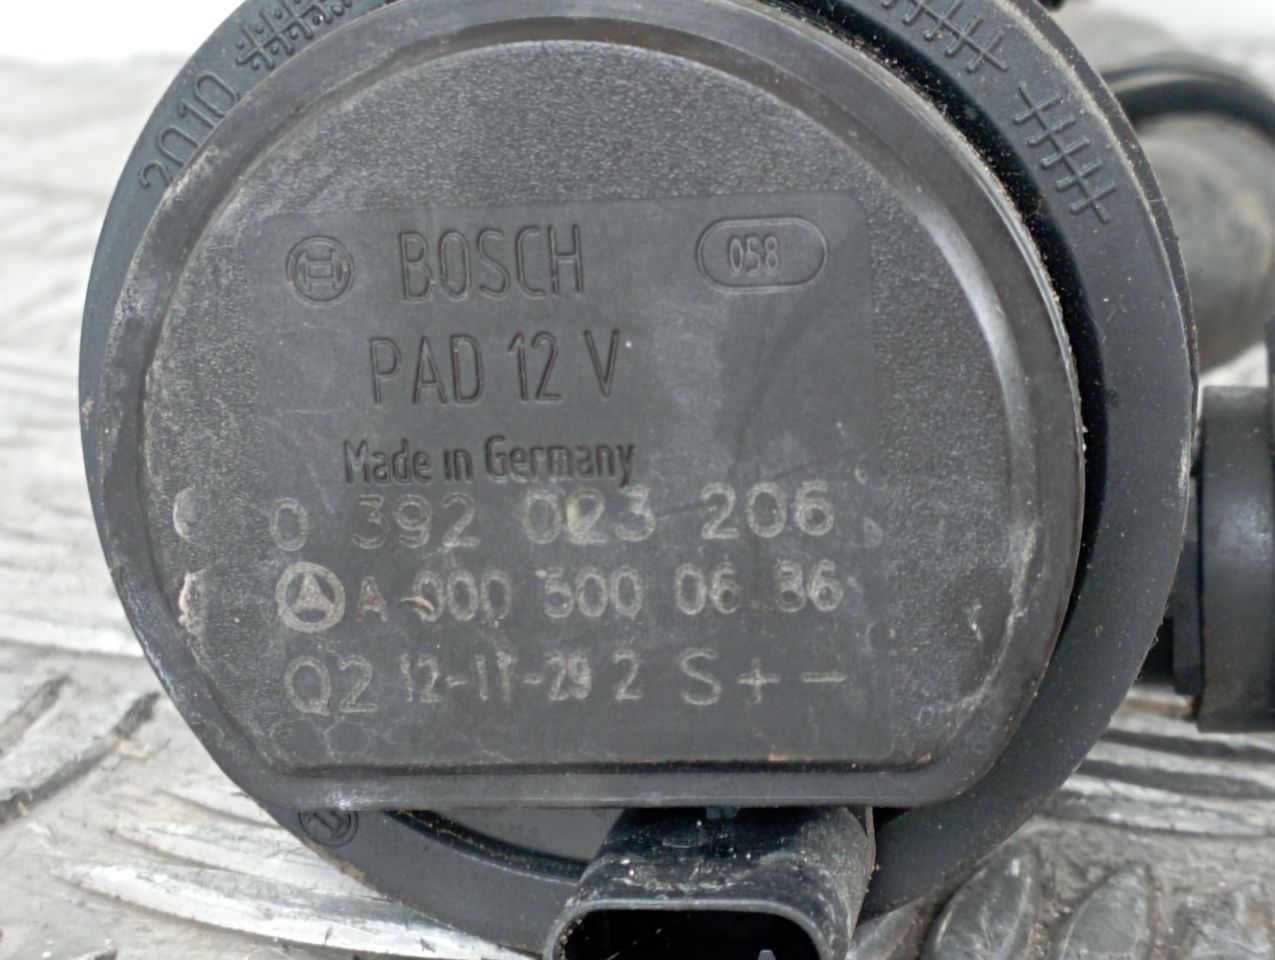 2010
BOSCH 058
PAD 12 V
Made in Germany
0 392 023 206
A 000 500 06 86
Q2 12-11-29 2 S + -